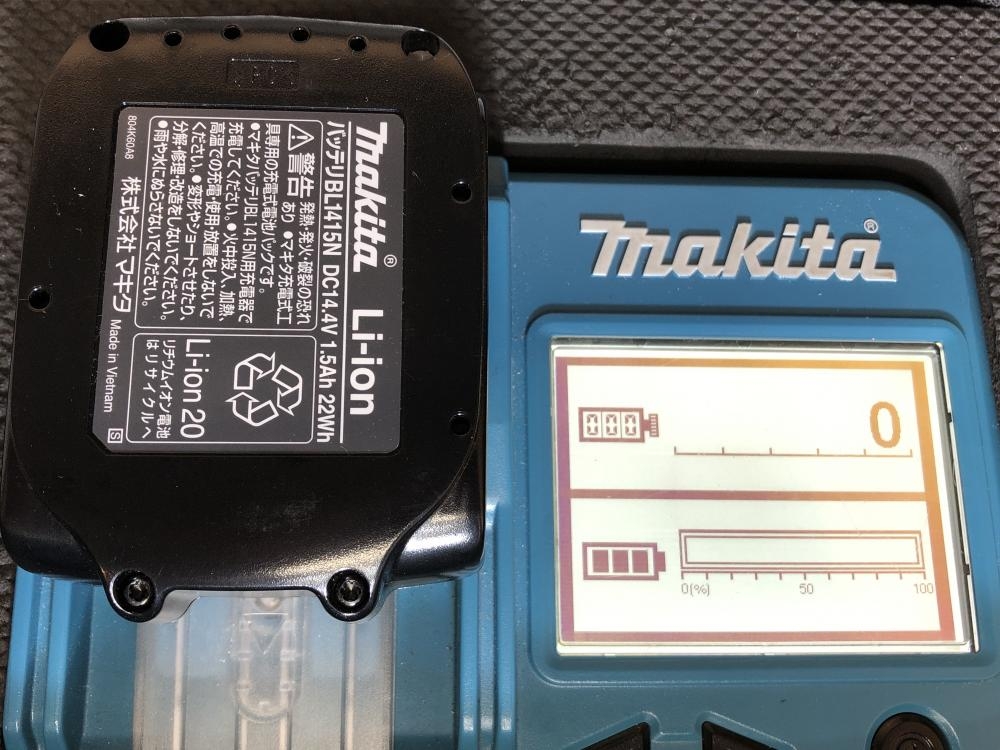 makita® Li-ion
バッテリBL1415N DC14.4V 1.5Ah 22Wh
⚠警告 発熱・発火・破裂の恐れあり
●マキタ充電式工具専用の充電式電池パックです。
●マキタバッテリBL1415N用充電器で充電してください。●火中投入、加熱、
高温での充電・使用・放置をしないで
ください。●変形やショートさせたり、
分解・修理・改造をしないでください。
●雨や水にぬらさないでください。
Li-ion 20
リチウムイオン電池
はリサイクルへ
株式会社マキタ Made in Vietnam
S
804K60A8
makita®
0
0(%) 50 100